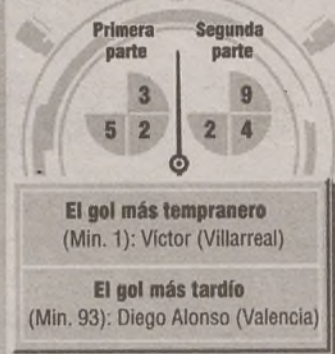 Primera Segunda
parte parte
3 9
5 2 2 4
El gol más tempranero
(Min. 1): Víctor (Villarreal)
El gol más tardío
(Min. 93): Diego Alonso (Valencia)